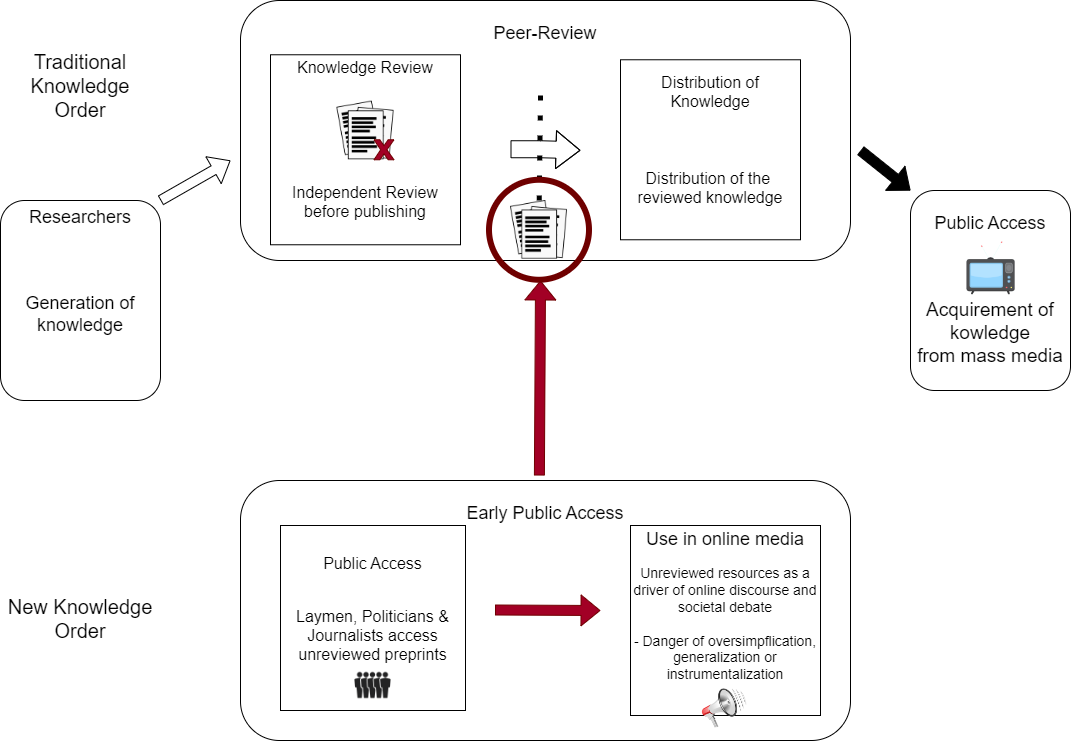 Traditional
Knowledge
Order
Researchers
Generation of
knowledge
Peer-Review
Knowledge Review
Independent Review
before publishing
Distribution of
Knowledge
Distribution of the
reviewed knowledge
Public Access
Acquirement of
kowledge
from mass media
New Knowledge
Order
Early Public Access
Public Access
Laymen, Politicians &
Journalists access
unreviewed preprints
Use in online media
Unreviewed resources as a
driver of online discourse and
societal debate
- Danger of oversimpflication,
generalization or
instrumentalization